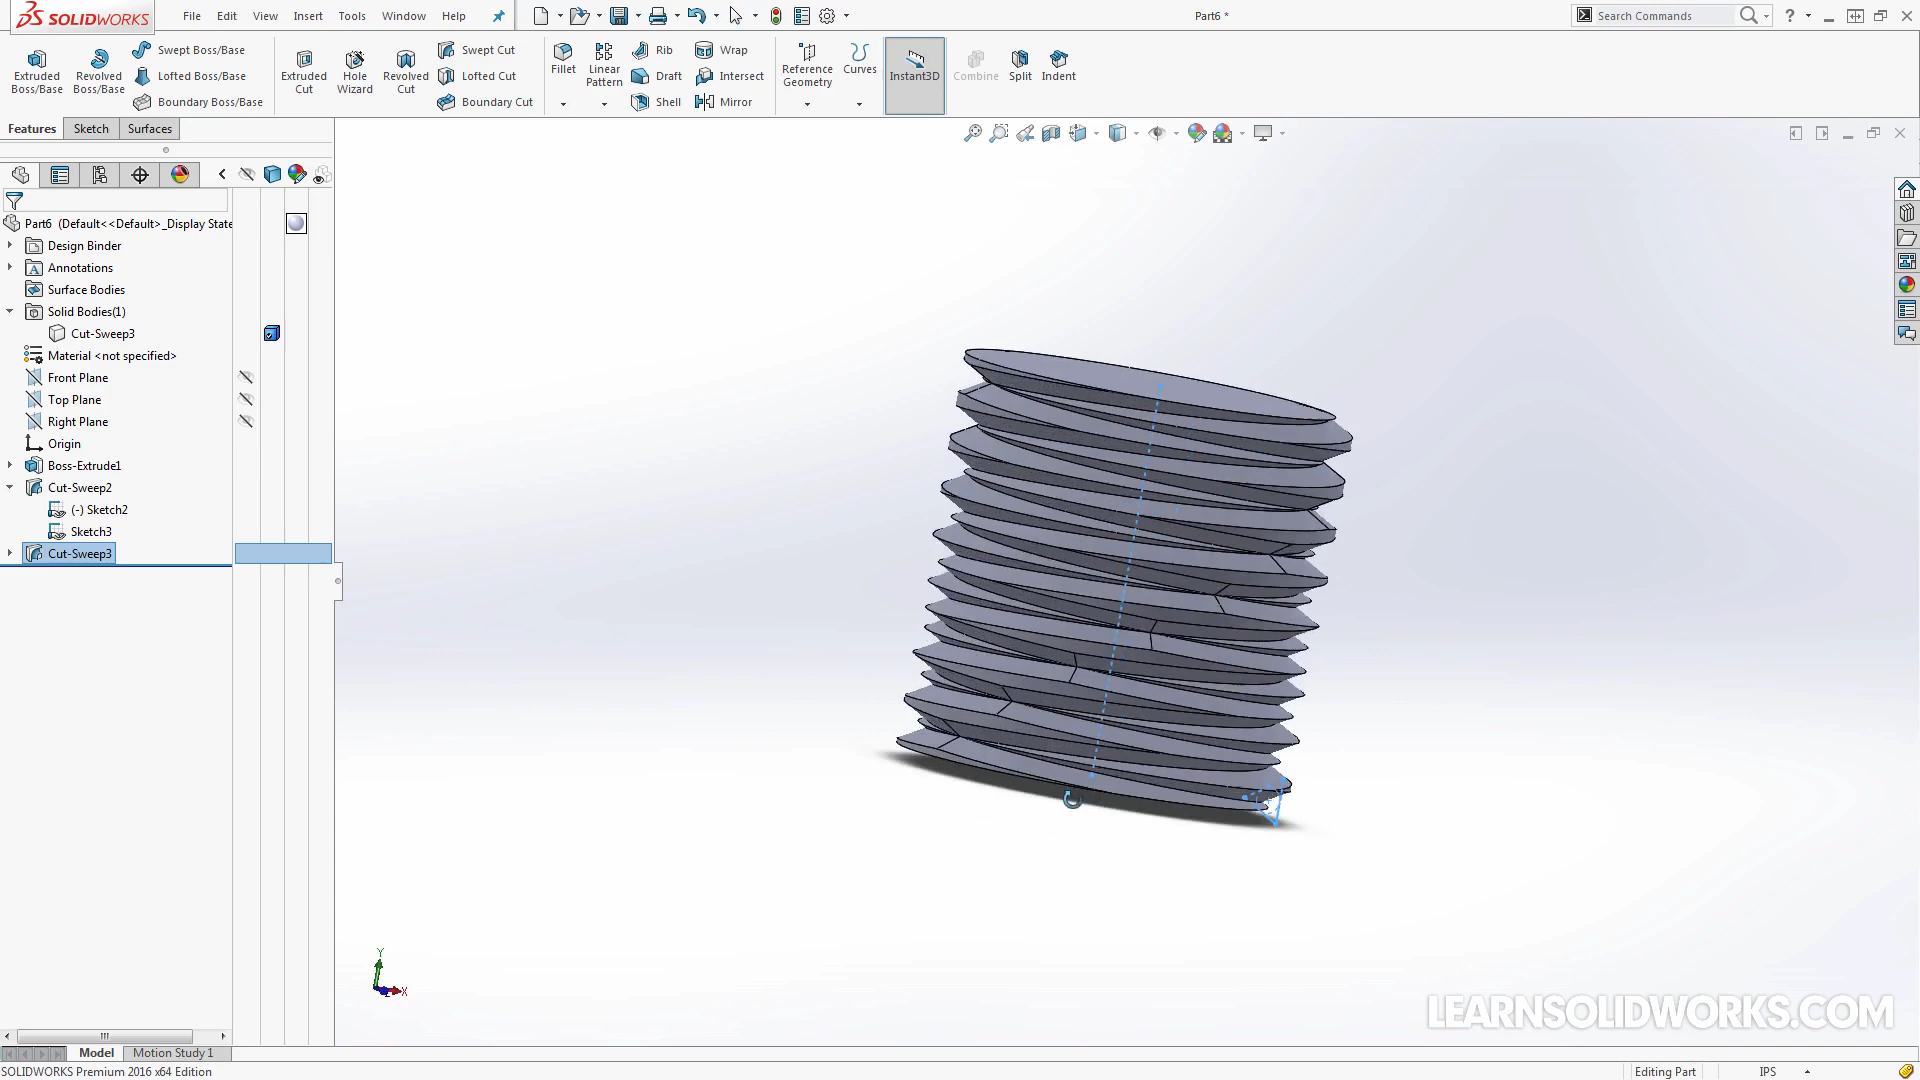 SOLIDWORKS
File Edit View Insert Tools Window Help
Part6 *
Search Commands
?
Extruded Boss/Base
Revolved Boss/Base
Swept Boss/Base
Lofted Boss/Base
Boundary Boss/Base
Extruded Cut
Hole Wizard
Revolved Cut
Swept Cut
Lofted Cut
Boundary Cut
Fillet
Linear Pattern
Rib
Draft
Shell
Wrap
Intersect
Mirror
Reference Geometry
Curves
Instant3D
Combine
Split
Indent
Features Sketch Surfaces
Part6 (Default<<Default>_Display State
Design Binder
Annotations
Surface Bodies
Solid Bodies(1)
Cut-Sweep3
Material <not specified>
Front Plane
Top Plane
Right Plane
Origin
Boss-Extrude1
Cut-Sweep2
(-) Sketch2
Sketch3
Cut-Sweep3
Y
X
LEARNSOLIDWORKS.COM
Model Motion Study 1
SOLIDWORKS Premium 2016 x64 Edition
Editing Part
IPS